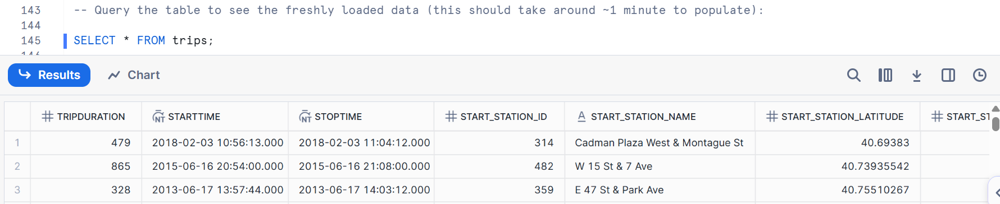 143 -- Query the table to see the freshly loaded data (this should take around ~1 minute to populate):
144
145 SELECT * FROM trips;
Results Chart
TRIPDURATION NT STARTTIME NT STOPTIME START_STATION_ID A START_STATION_NAME START_STATION_LATITUDE START_ST
1 479 2018-02-03 10:56:13.000 2018-02-03 11:04:12.000 314 Cadman Plaza West & Montague St 40.69383
2 865 2015-06-16 20:54:00.000 2015-06-16 21:08:00.000 482 W 15 St & 7 Ave 40.73935542
3 328 2013-06-17 13:57:44.000 2013-06-17 14:03:12.000 359 E 47 St & Park Ave 40.75510267